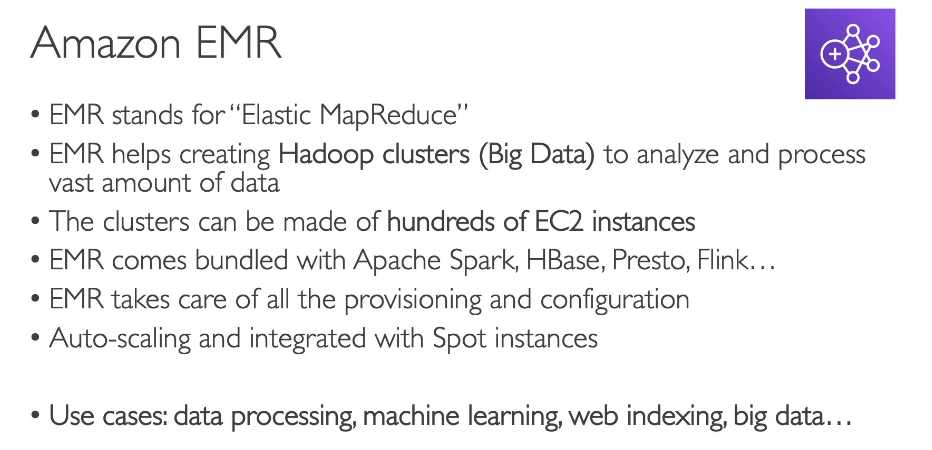 Amazon EMR
• EMR stands for “Elastic MapReduce”
• EMR helps creating Hadoop clusters (Big Data) to analyze and process
vast amount of data
• The clusters can be made of hundreds of EC2 instances
• EMR comes bundled with Apache Spark, HBase, Presto, Flink…
• EMR takes care of all the provisioning and configuration
• Auto-scaling and integrated with Spot instances
• Use cases: data processing, machine learning, web indexing, big data…